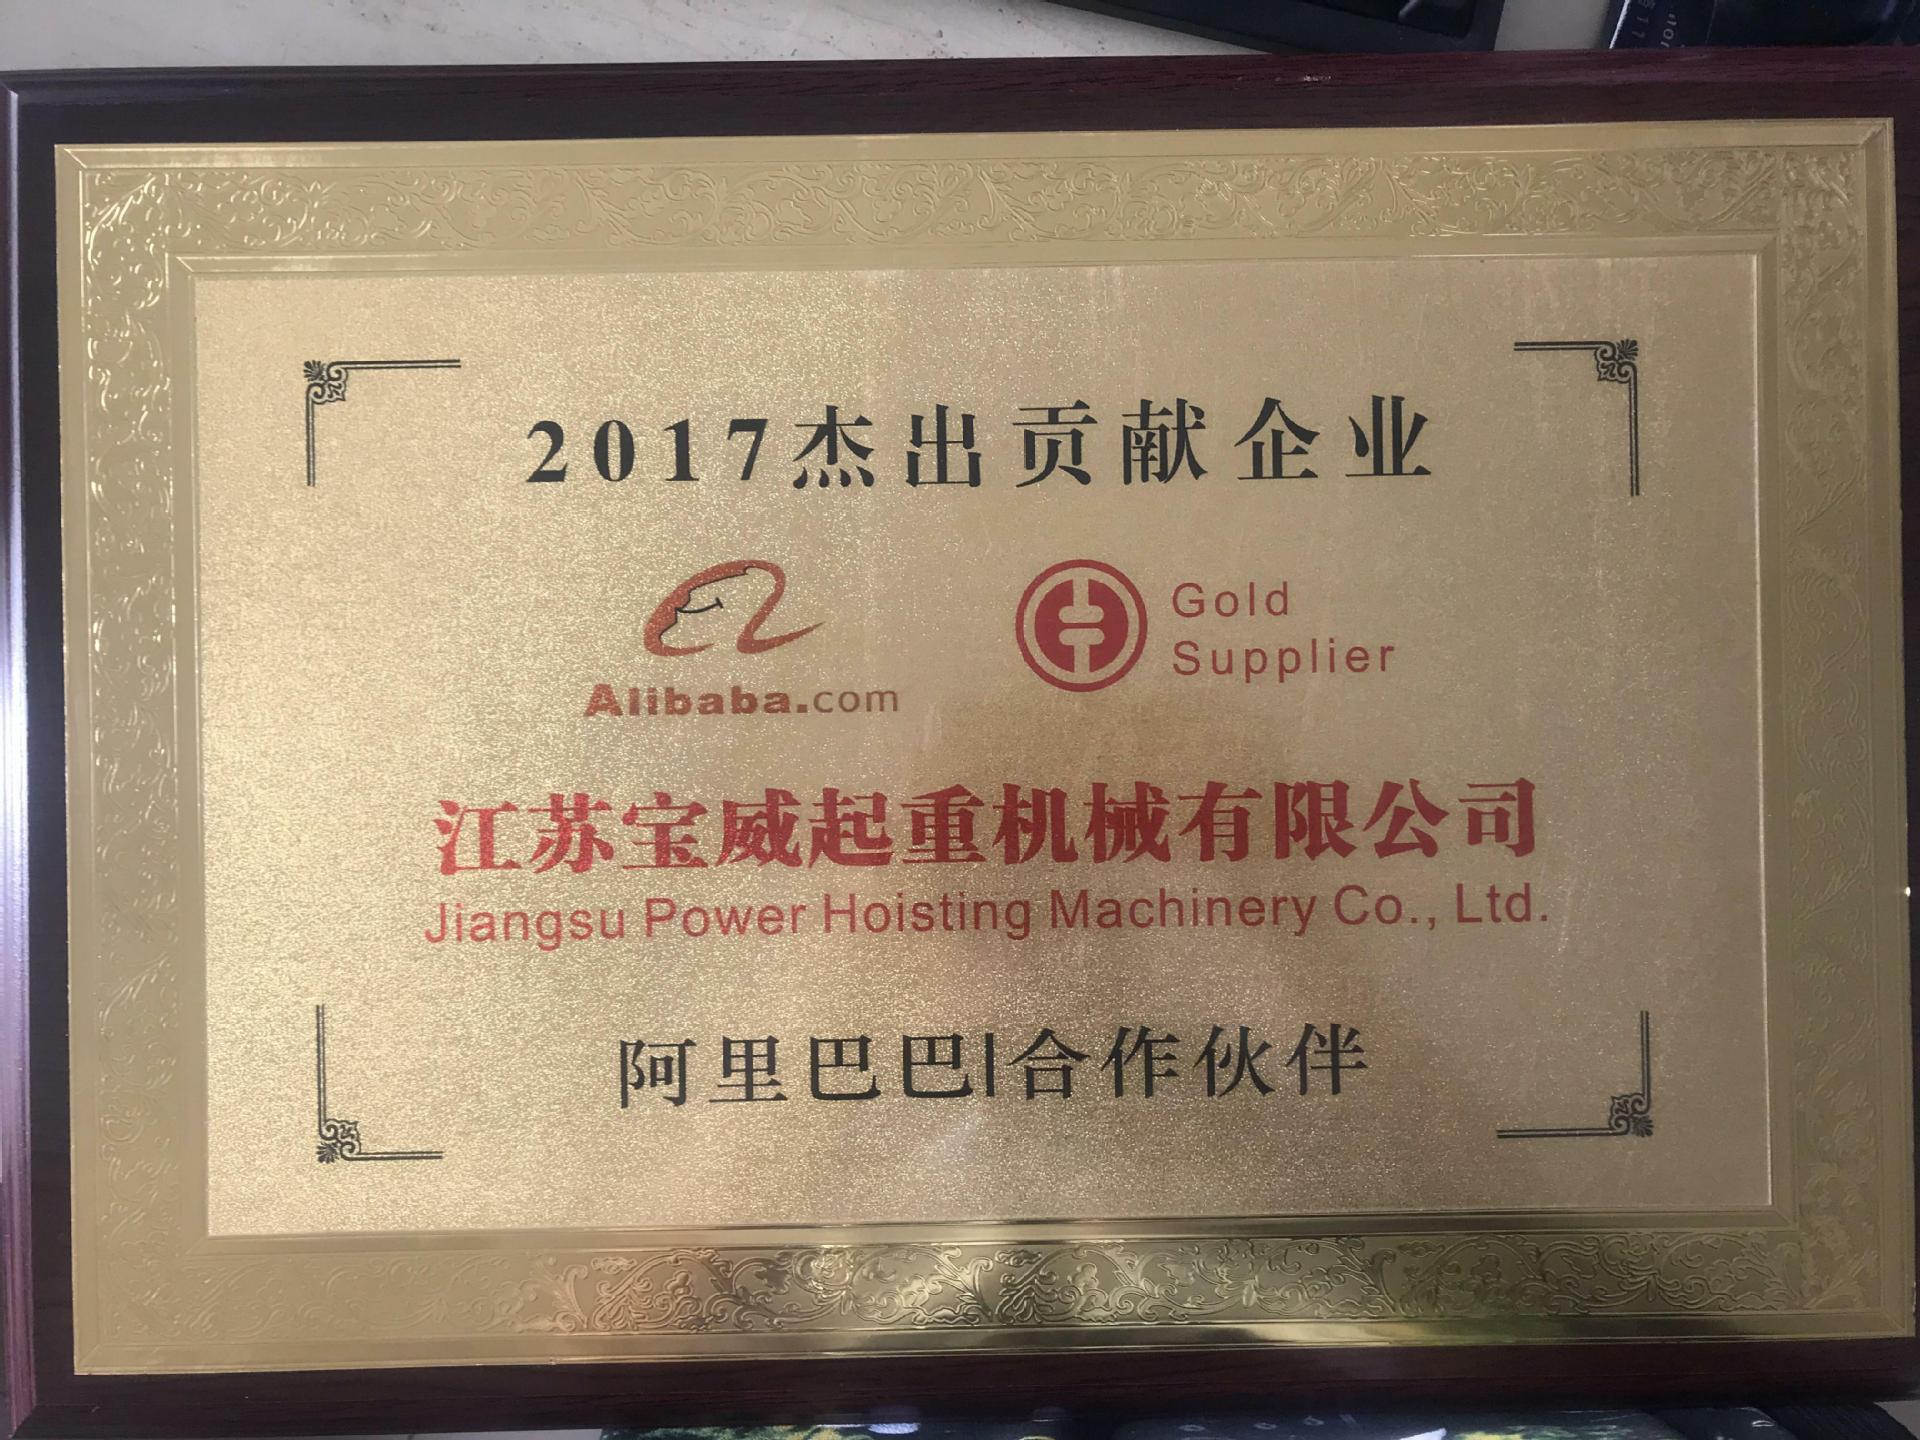 2017杰出贡献企业
Alibaba.com
Gold
Supplier
江苏宝威起重机械有限公司
Jiangsu Power Hoisting Machinery Co., Ltd.
阿里巴巴|合作伙伴